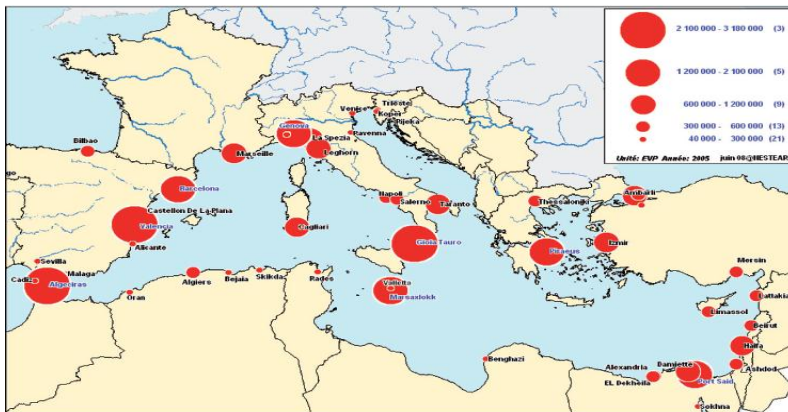 2 100 000 - 3 180 000 (3)
1 200 000 - 2 100 000 (5)
600 000 - 1 200 000 (9)
300 000 - 600 000 (13)
40 000 - 300 000 (21)
Unité: EVP Année: 2005 juin 08@NESTEAR
Bilbao
Marseille
Genova
La Spezia
Leghorn
Venice
Trieste
Koper
Rijeka
Ravenna
Barcelona
Castellon De La Plana
Valencia
Alicante
Sevilla
Cadiz
Malaga
Algeciras
Napoli
Salerno
Taranto
Cagliari
Gioia Tauro
Valletta
Marsaxlokk
Thessaloniki
Ambarli
Piraeus
Izmir
Mersin
Lattakia
Limassol
Beirut
Haifa
Ashdod
Oran
Algiers
Bejaia
Skikda
Rades
Benghazi
Alexandria
EL Dekheila
Damiette
Port Said
Sokhna